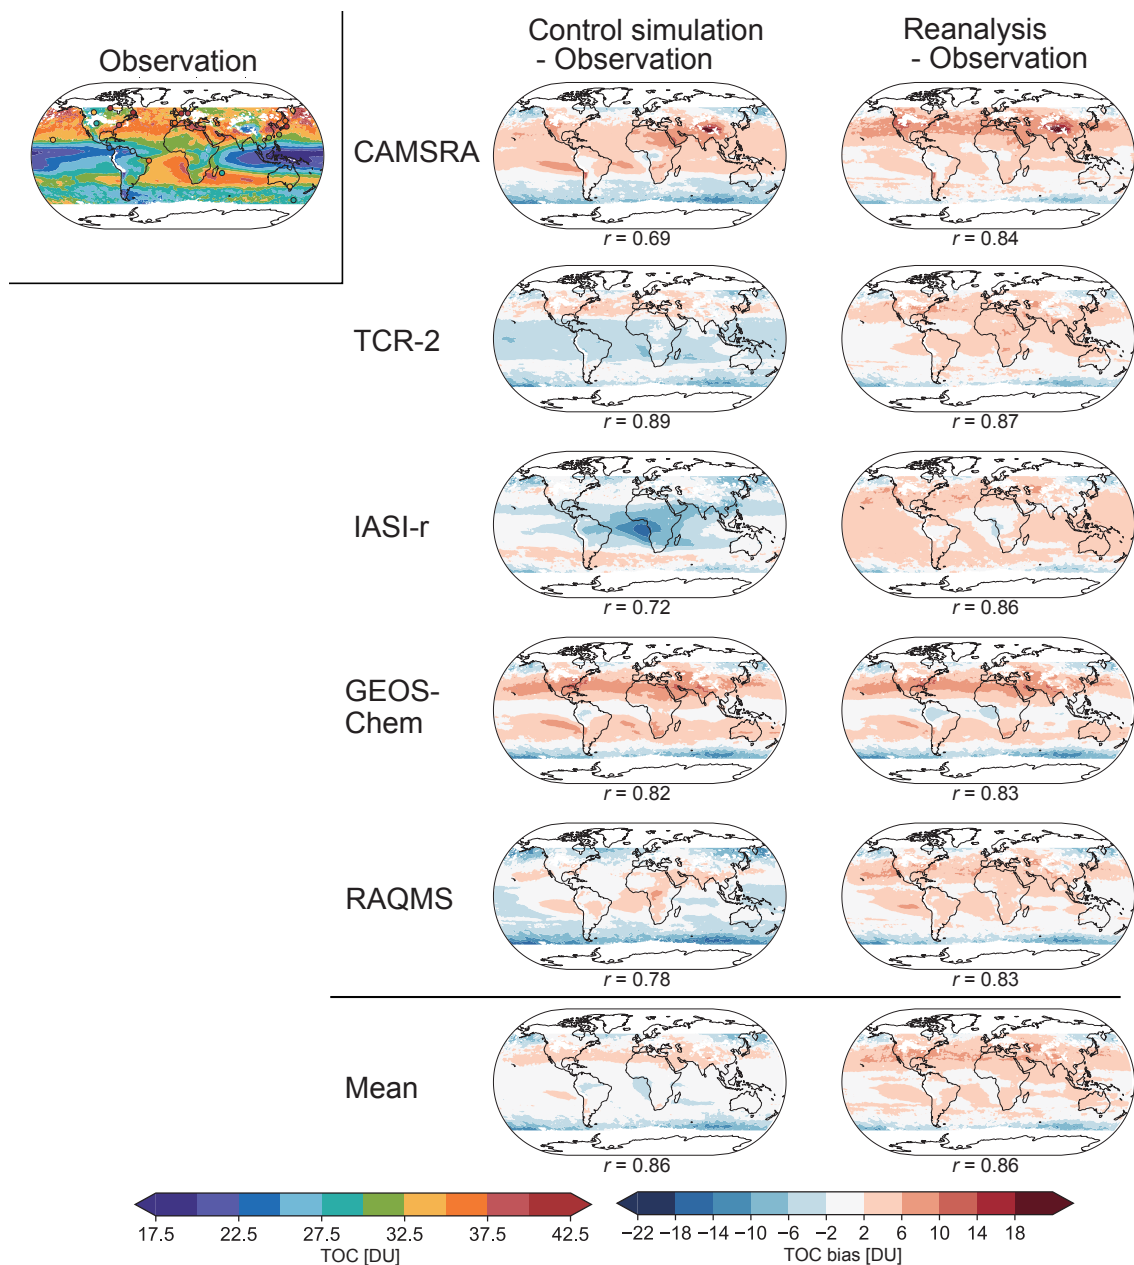 Observation
Control simulation
- Observation
Reanalysis
- Observation
CAMSRA
r = 0.69
r = 0.84
TCR-2
r = 0.89
r = 0.87
IASI-r
r = 0.72
r = 0.86
GEOS-
Chem
r = 0.82
r = 0.83
RAQMS
r = 0.78
r = 0.83
Mean
r = 0.86
r = 0.86
17.5 22.5 27.5 32.5 37.5 42.5
TOC [DU]
−22 −18 −14 −10 −6 −2 2 6 10 14 18
TOC bias [DU]